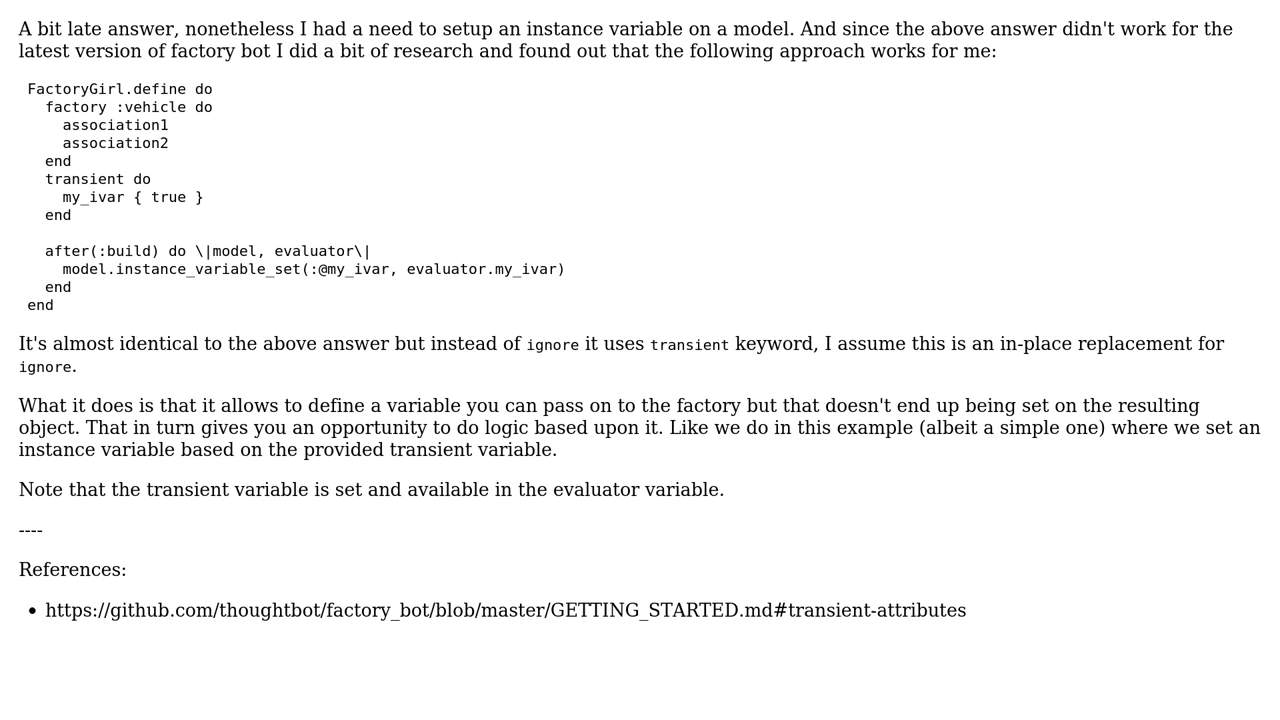 A bit late answer, nonetheless I had a need to setup an instance variable on a model. And since the above answer didn't work for the
latest version of factory bot I did a bit of research and found out that the following approach works for me:
FactoryGirl.define do
  factory :vehicle do
    association1
    association2
  end
  transient do
    my_ivar { true }
  end

  after(:build) do \|model, evaluator\|
    model.instance_variable_set(:@my_ivar, evaluator.my_ivar)
  end
end
It's almost identical to the above answer but instead of ignore it uses transient keyword, I assume this is an in-place replacement for
ignore.
What it does is that it allows to define a variable you can pass on to the factory but that doesn't end up being set on the resulting
object. That in turn gives you an opportunity to do logic based upon it. Like we do in this example (albeit a simple one) where we set an
instance variable based on the provided transient variable.
Note that the transient variable is set and available in the evaluator variable.
----
References:
• https://github.com/thoughtbot/factory_bot/blob/master/GETTING_STARTED.md#transient-attributes